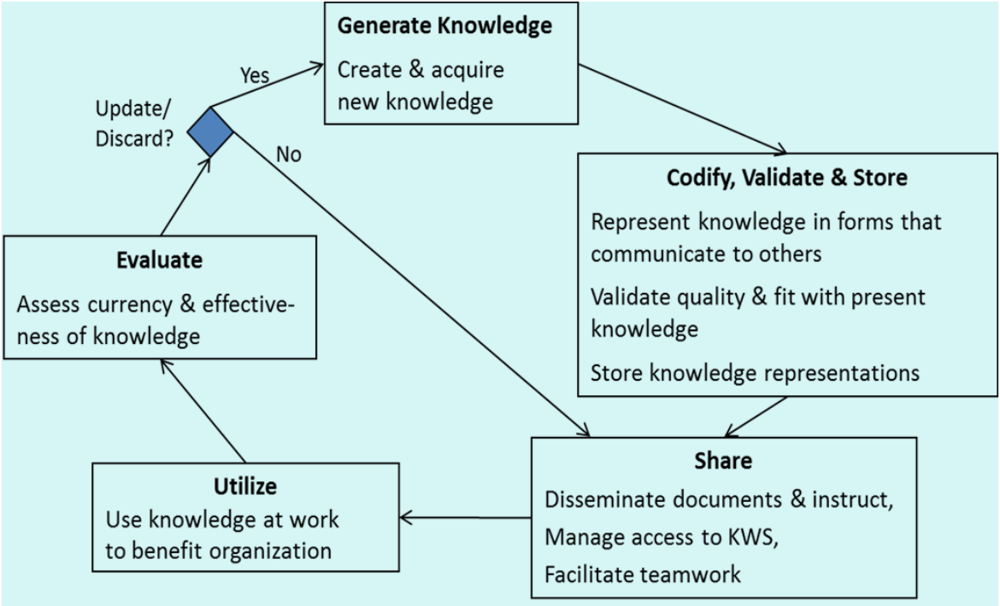 Generate Knowledge
Create & acquire
new knowledge
Yes
Update/
Discard?
No
Codify, Validate & Store
Represent knowledge in forms that
communicate to others
Validate quality & fit with present
knowledge
Store knowledge representations
Evaluate
Assess currency & effective-
ness of knowledge
Share
Disseminate documents & instruct,
Manage access to KWS,
Facilitate teamwork
Utilize
Use knowledge at work
to benefit organization